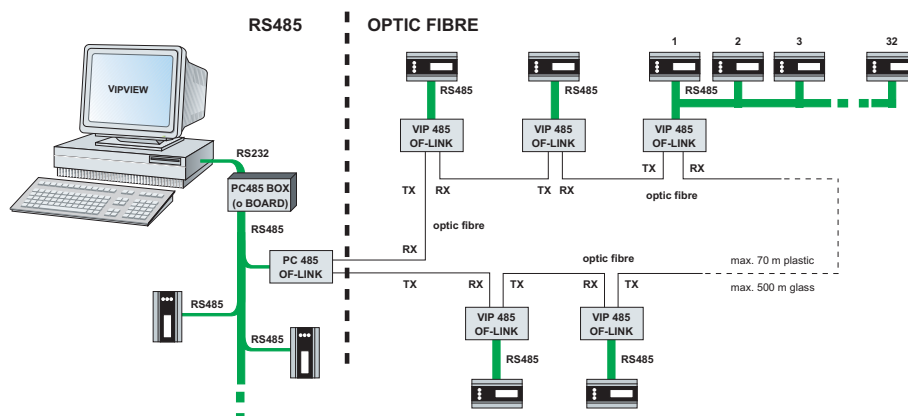 RS485
OPTIC FIBRE
1
2
3
32
VIPVIEW
RS485
RS485
RS485
VIP 485
OF-LINK
VIP 485
OF-LINK
VIP 485
OF-LINK
RS232
PC485 BOX
(o BOARD)
TX
RX
TX
RX
TX
RX
optic fibre
optic fibre
RS485
RX
PC 485
OF-LINK
optic fibre
max. 70 m plastic
TX
RX
TX
RX
TX
max. 500 m glass
RS485
VIP 485
OF-LINK
VIP 485
OF-LINK
RS485
RS485
RS485